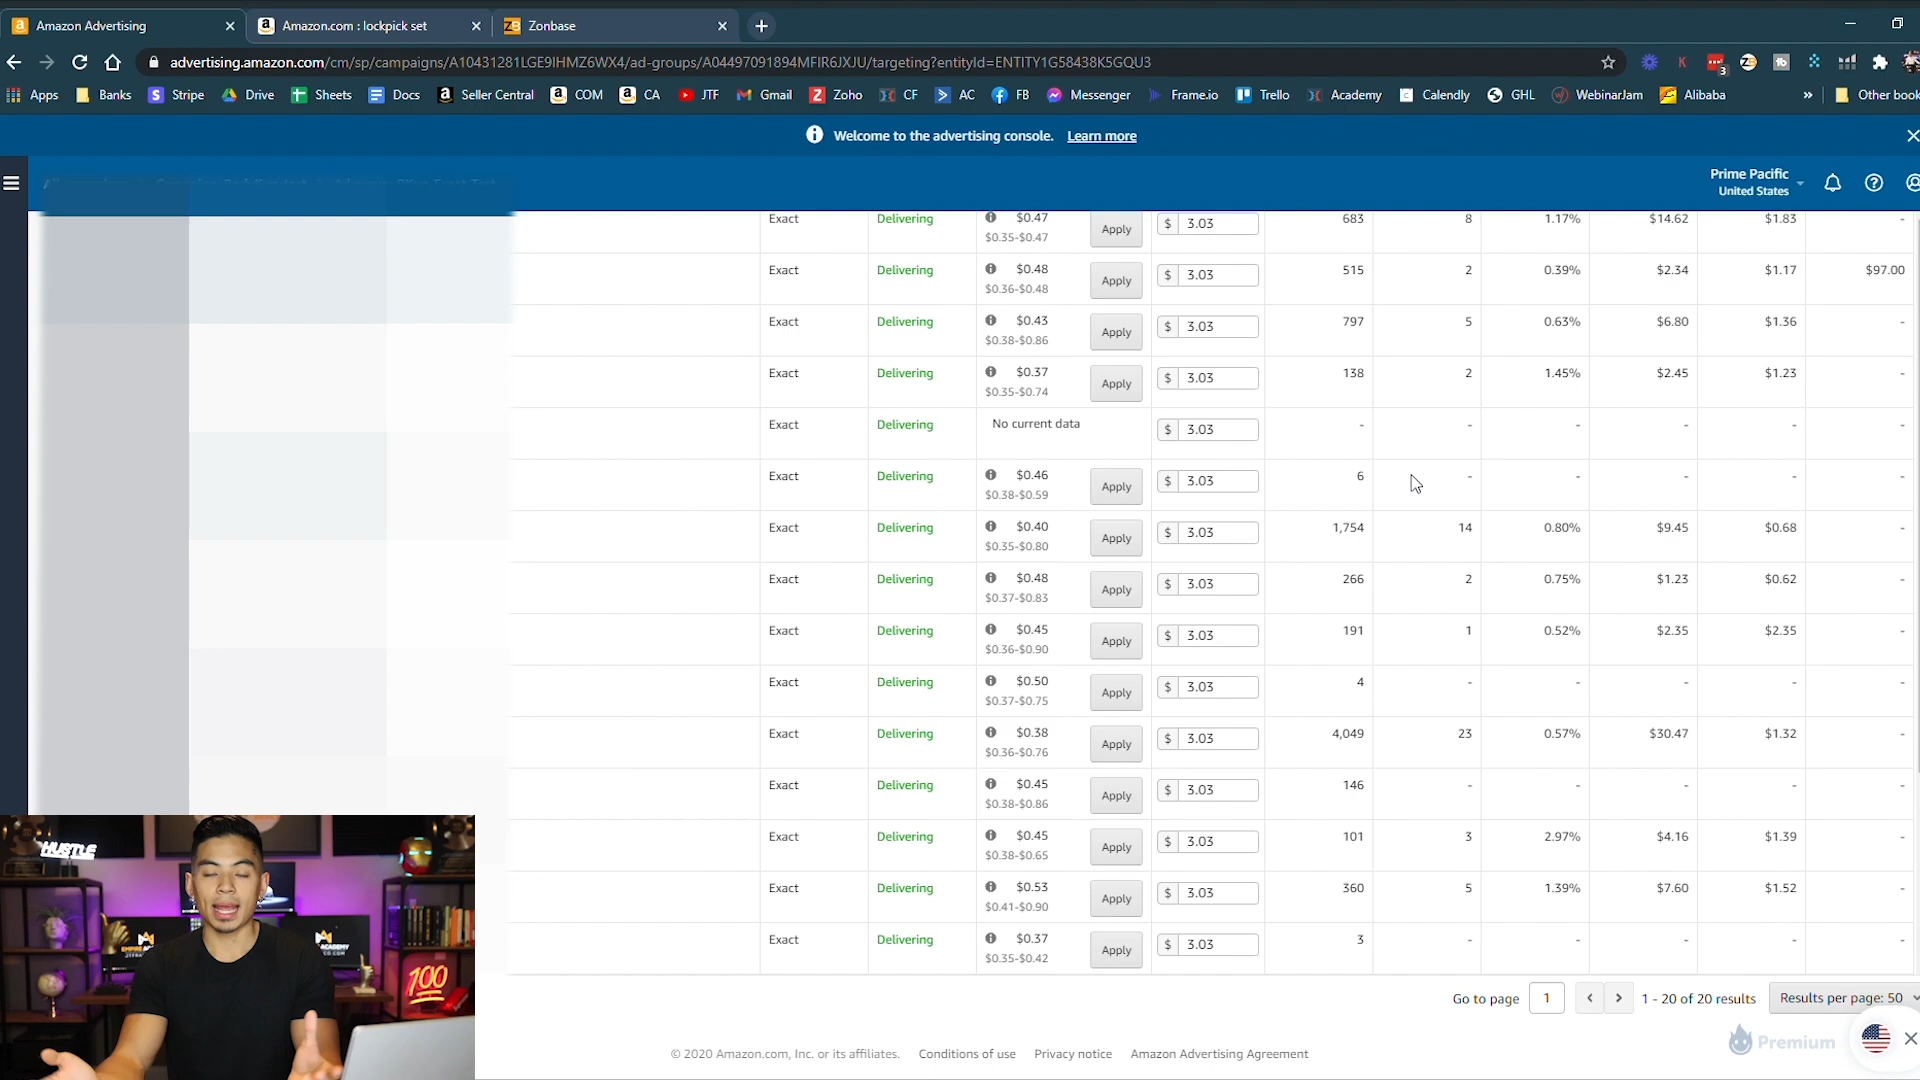 Amazon Advertising
Amazon.com : lockpick set
ZB Zonbase
advertising.amazon.com/cm/sp/campaigns/A10431281LGE9IHMZ6WX4/ad-groups/A04497091894MFIR6JXJU/targeting?entityId=ENTITY1G58438K5GQU3
Apps Banks Stripe Drive Sheets Docs Seller Central COM CA JTF Gmail Zoho CF AC FB Messenger Frame.io Trello Academy Calendly GHL WebinarJam Alibaba » Other book
Welcome to the advertising console. Learn more
Prime Pacific
United States
Exact Delivering $0.47 Apply $ 3.03 683 8 1.17% $14.62 $1.83 -
$0.35-$0.47
Exact Delivering $0.48 Apply $ 3.03 515 2 0.39% $2.34 $1.17 $97.00
$0.36-$0.48
Exact Delivering $0.43 Apply $ 3.03 797 5 0.63% $6.80 $1.36 -
$0.38-$0.86
Exact Delivering $0.37 Apply $ 3.03 138 2 1.45% $2.45 $1.23 -
$0.35-$0.74
Exact Delivering No current data $ 3.03 - - - - - -
Exact Delivering $0.46 Apply $ 3.03 6 - - - - -
$0.38-$0.59
Exact Delivering $0.40 Apply $ 3.03 1,754 14 0.80% $9.45 $0.68 -
$0.35-$0.80
Exact Delivering $0.48 Apply $ 3.03 266 2 0.75% $1.23 $0.62 -
$0.37-$0.83
Exact Delivering $0.45 Apply $ 3.03 191 1 0.52% $2.35 $2.35 -
$0.36-$0.90
Exact Delivering $0.50 Apply $ 3.03 4 - - - - -
$0.37-$0.75
Exact Delivering $0.38 Apply $ 3.03 4,049 23 0.57% $30.47 $1.32 -
$0.36-$0.76
Exact Delivering $0.45 Apply $ 3.03 146 - - - - -
$0.38-$0.86
Exact Delivering $0.45 Apply $ 3.03 101 3 2.97% $4.16 $1.39 -
$0.38-$0.65
Exact Delivering $0.53 Apply $ 3.03 360 5 1.39% $7.60 $1.52 -
$0.41-$0.90
Exact Delivering $0.37 Apply $ 3.03 3 - - - - -
$0.35-$0.42
HUSTLE
100
Go to page 1 ‹ › 1 - 20 of 20 results Results per page: 50
Premium
© 2020 Amazon.com, Inc. or its affiliates. Conditions of use Privacy notice Amazon Advertising Agreement